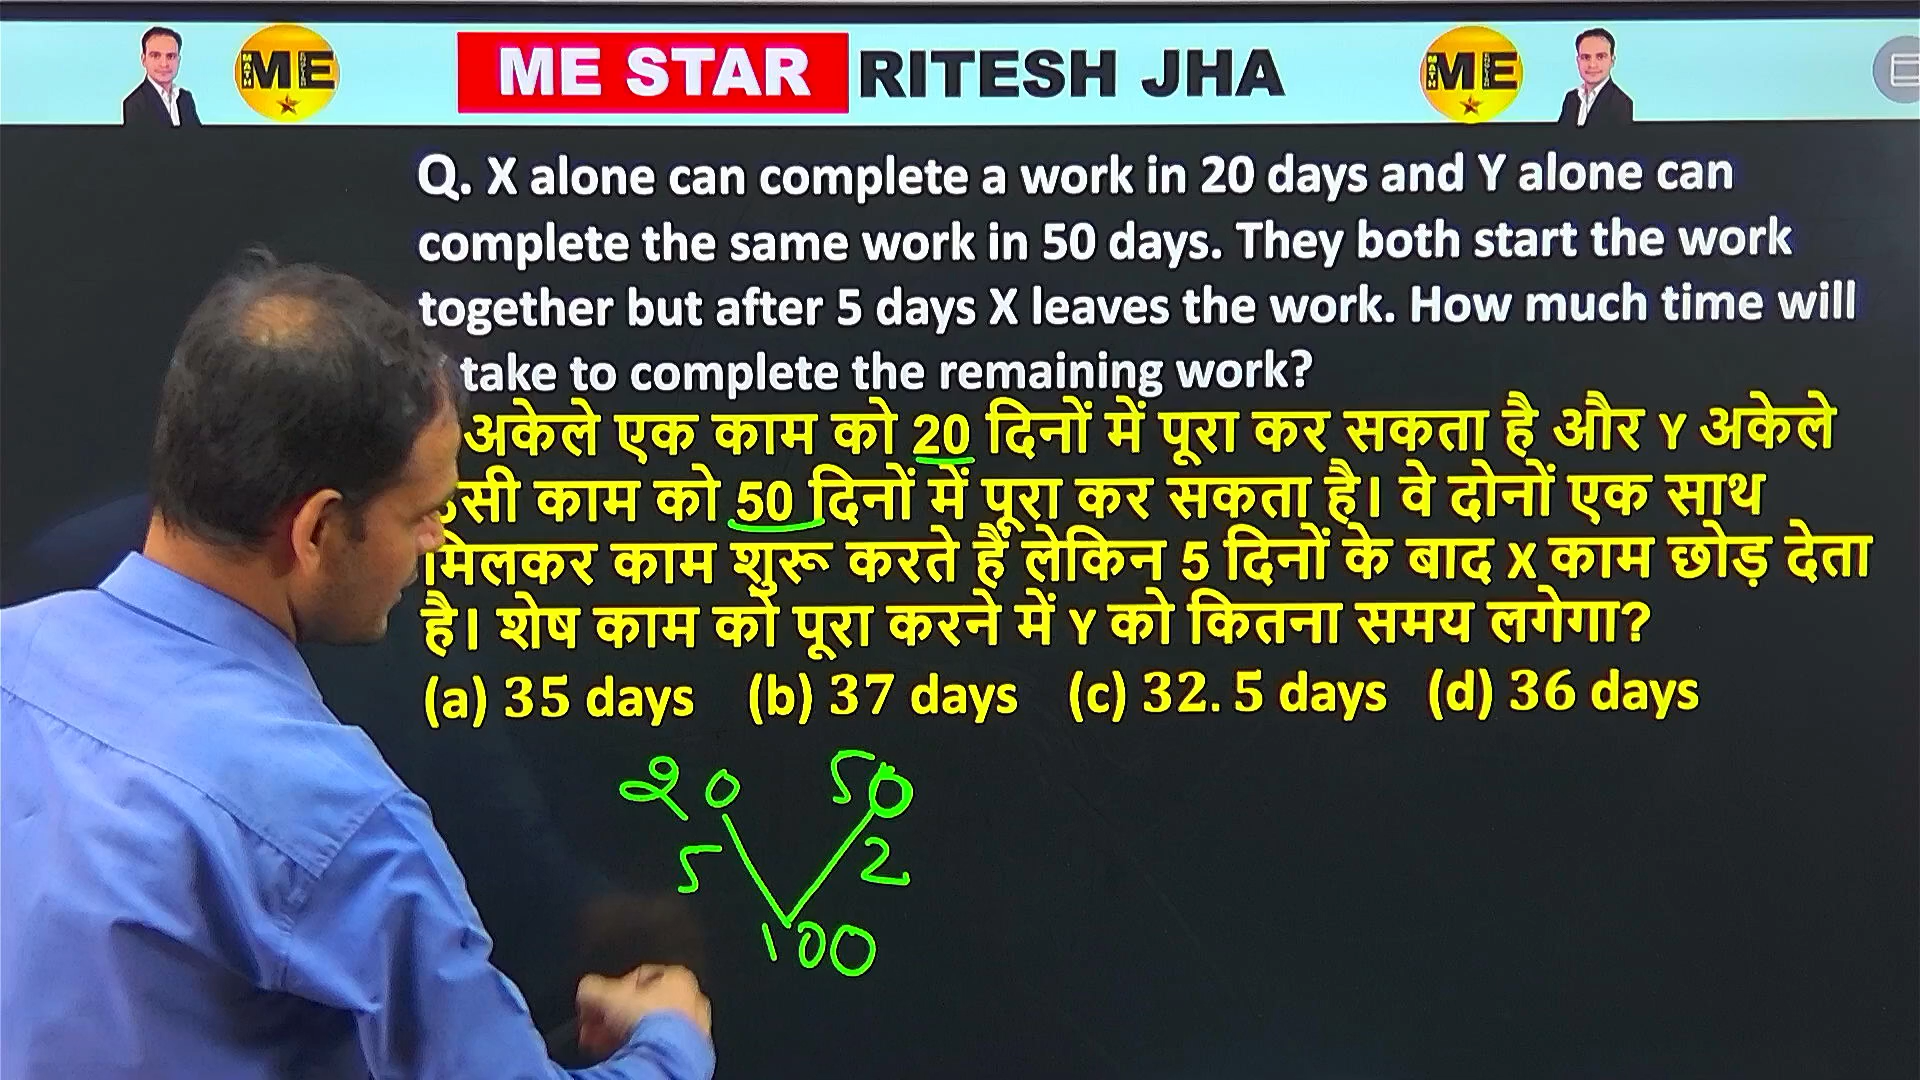 ME STAR RITESH JHA
ME
ME
Q. X alone can complete a work in 20 days and Y alone can
complete the same work in 50 days. They both start the work
together but after 5 days X leaves the work. How much time will
take to complete the remaining work?
अकेले एक काम को 20 दिनों में पूरा कर सकता है और Y अकेले
काम को 50 दिनों में पूरा कर सकता है। वे दोनों एक साथ
मिलकर काम शुरू करते हैं लेकिन 5 दिनों के बाद X काम छोड़ देता
है। शेष काम को पूरा करने में Y को कितना समय लगेगा?
(a) 35 days (b) 37 days (c) 32.5 days (d) 36 days
20 50
5 2
100